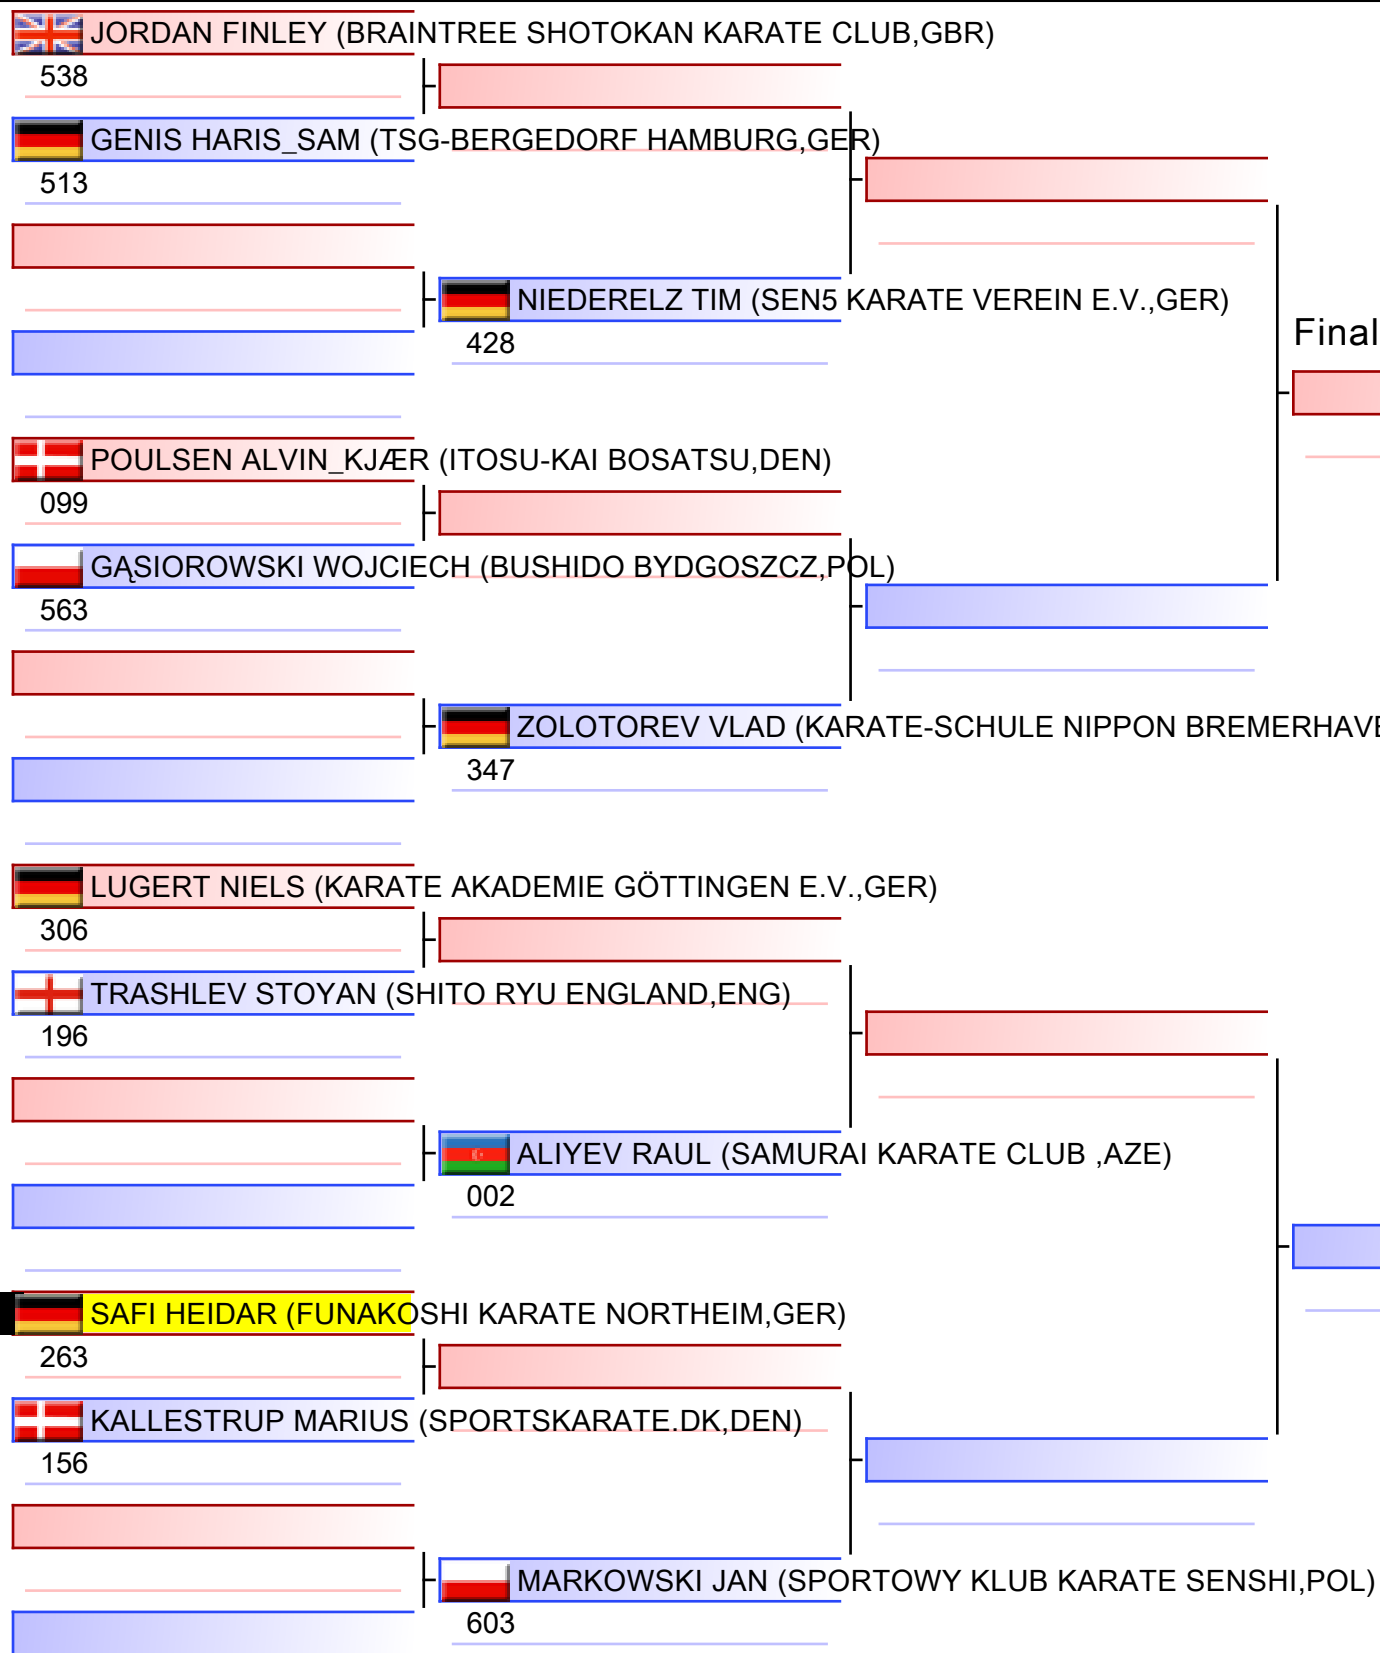 JORDAN FINLEY (BRAINTREE SHOTOKAN KARATE CLUB,GBR)
538
GENIS HARIS_SAM (TSG-BERGEDORF HAMBURG,GER)
513
NIEDERELZ TIM (SEN5 KARATE VEREIN E.V.,GER)
428
Final
POULSEN ALVIN_KJÆR (ITOSU-KAI BOSATSU,DEN)
099
GĄSIOROWSKI WOJCIECH (BUSHIDO BYDGOSZCZ,POL)
563
ZOLOTOREV VLAD (KARATE-SCHULE NIPPON BREMERHAVE
347
LUGERT NIELS (KARATE AKADEMIE GÖTTINGEN E.V.,GER)
306
TRASHLEV STOYAN (SHITO RYU ENGLAND,ENG)
196
ALIYEV RAUL (SAMURAI KARATE CLUB ,AZE)
002
SAFI HEIDAR (FUNAKOSHI KARATE NORTHEIM,GER)
263
KALLESTRUP MARIUS (SPORTSKARATE.DK,DEN)
156
MARKOWSKI JAN (SPORTOWY KLUB KARATE SENSHI,POL)
603